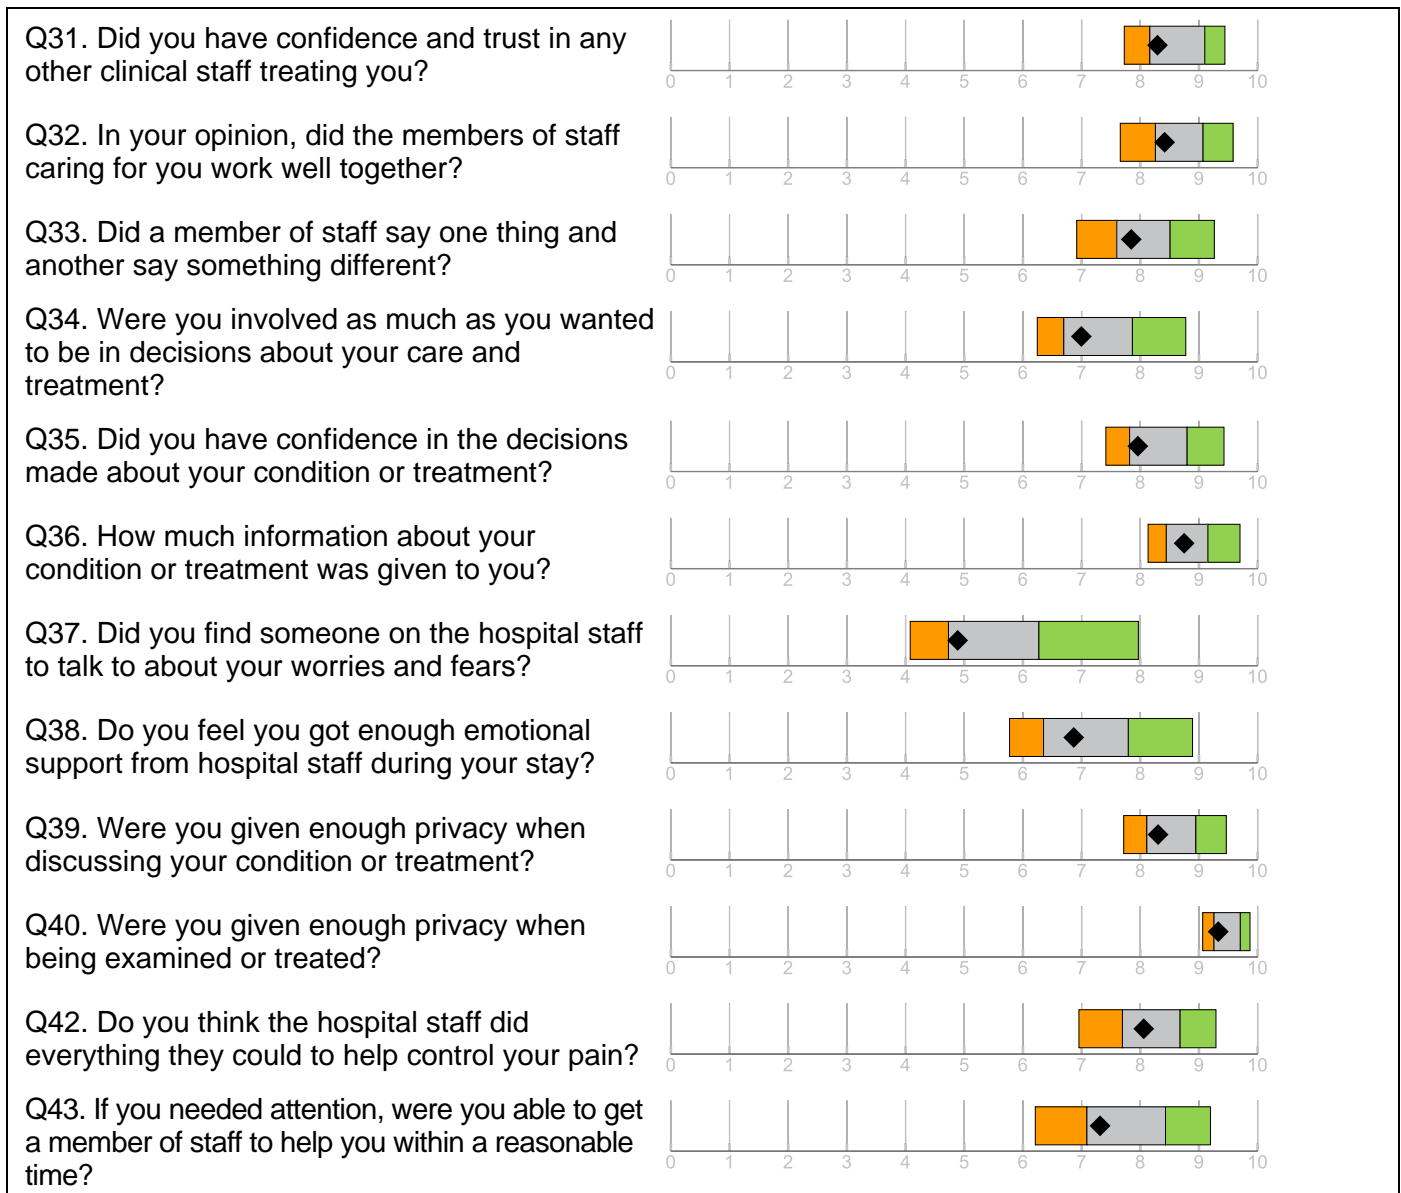 Q31. Did you have confidence and trust in any
other clinical staff treating you?
0 1 2 3 4 5 6 7 8 9 10
Q32. In your opinion, did the members of staff
caring for you work well together?
0 1 2 3 4 5 6 7 8 9 10
Q33. Did a member of staff say one thing and
another say something different?
0 1 2 3 4 5 6 7 8 9 10
Q34. Were you involved as much as you wanted
to be in decisions about your care and
treatment?
0 1 2 3 4 5 6 7 8 9 10
Q35. Did you have confidence in the decisions
made about your condition or treatment?
0 1 2 3 4 5 6 7 8 9 10
Q36. How much information about your
condition or treatment was given to you?
0 1 2 3 4 5 6 7 8 9 10
Q37. Did you find someone on the hospital staff
to talk to about your worries and fears?
0 1 2 3 4 5 6 7 8 9 10
Q38. Do you feel you got enough emotional
support from hospital staff during your stay?
0 1 2 3 4 5 6 7 8 9 10
Q39. Were you given enough privacy when
discussing your condition or treatment?
0 1 2 3 4 5 6 7 8 9 10
Q40. Were you given enough privacy when
being examined or treated?
0 1 2 3 4 5 6 7 8 9 10
Q42. Do you think the hospital staff did
everything they could to help control your pain?
0 1 2 3 4 5 6 7 8 9 10
Q43. If you needed attention, were you able to get
a member of staff to help you within a reasonable
time?
0 1 2 3 4 5 6 7 8 9 10